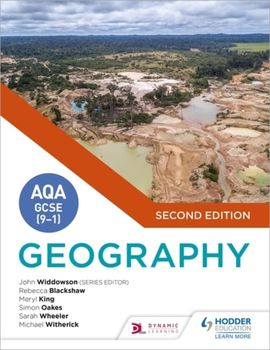 SECOND EDITION
AQA
GCSE
(9–1)
GEOGRAPHY
John Widdowson (SERIES EDITOR)
Rebecca Blackshaw
Meryl King
Simon Oakes
Sarah Wheeler
Michael Witherick
DYNAMIC
LEARNING
HODDER
EDUCATION
LEARN MORE